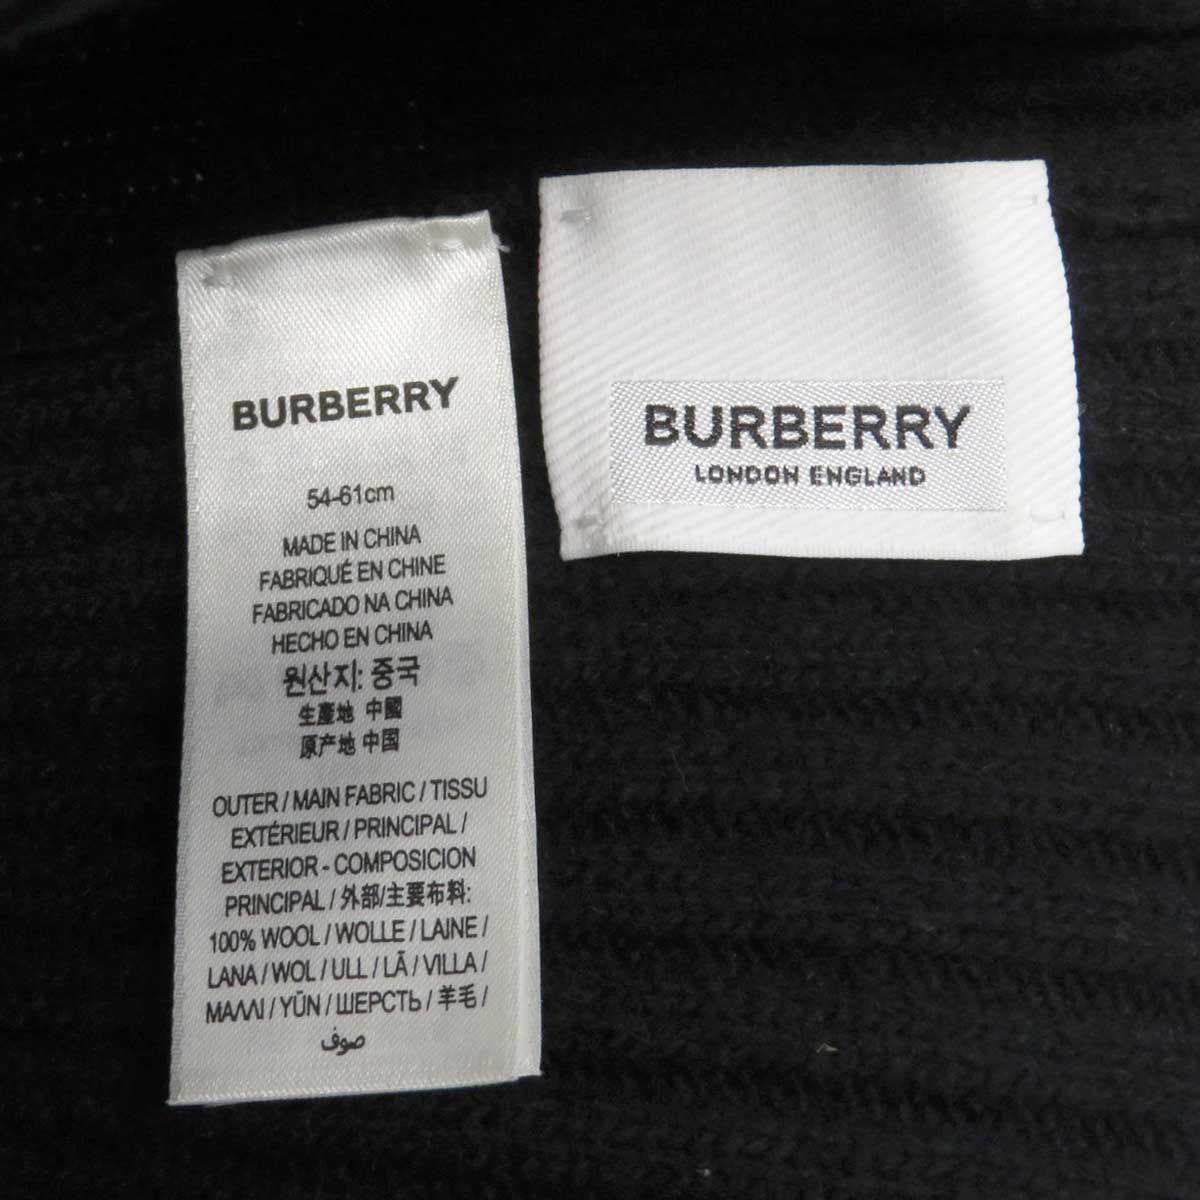 BURBERRY
54-61cm
MADE IN CHINA
FABRIQUÉ EN CHINE
FABRICADO NA CHINA
HECHO EN CHINA
원산지: 중국
生產地 中國
原产地 中国
OUTER / MAIN FABRIC / TISSU
EXTÉRIEUR / PRINCIPAL /
EXTERIOR - COMPOSICION
PRINCIPAL / 外部/主要布料:
100% WOOL / WOLLE / LAINE /
LANA / WOL / ULL / LÃ / VILLA /
ΜΑΛΛΙ / YÜN / ШЕРСТЬ / 羊毛 /
صوف
BURBERRY
LONDON ENGLAND